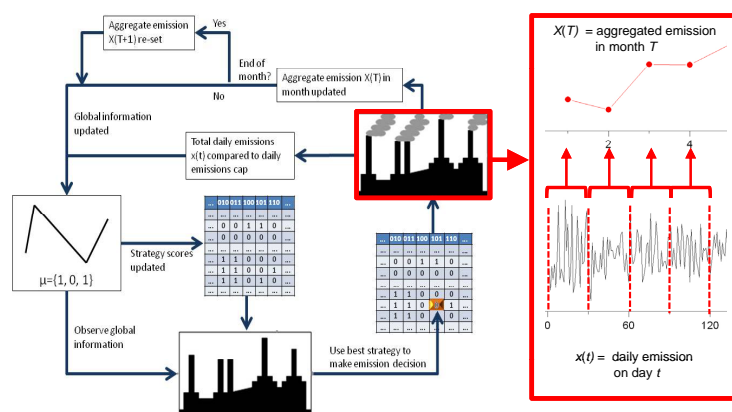 Aggregate emission
X(T+1) re-set
Yes
End of
month?
No
Aggregate emission X(T) in
month updated
Global information
updated
Total daily emissions
x(t) compared to daily
emissions cap
μ={1, 0, 1}
Strategy scores
updated
... 010 011 100 101 110 ...
... ... ... ... ... ... ...
... 0 0 1 1 0 ...
... 0 0 0 0 0 ...
... ... ... ... ... ... ...
... 1 1 0 0 0 ...
... 1 1 0 0 1 ...
... 1 1 0 0 0 ...
... ... ... ... ... ... ...
... 010 011 100 101 110 ...
... ... ... ... ... ... ...
... 0 0 1 1 0 ...
... 0 0 0 0 0 ...
... ... ... ... ... ... ...
... 1 1 0 0 0 ...
... 1 1 0 1 ...
... 1 1 0 0 0 ...
... ... ... ... ... ... ...
Observe global
information
Use best strategy to
make emission decision
X(T) = aggregated emission
in month T
2 4
0 60 120
x(t) = daily emission
on day t